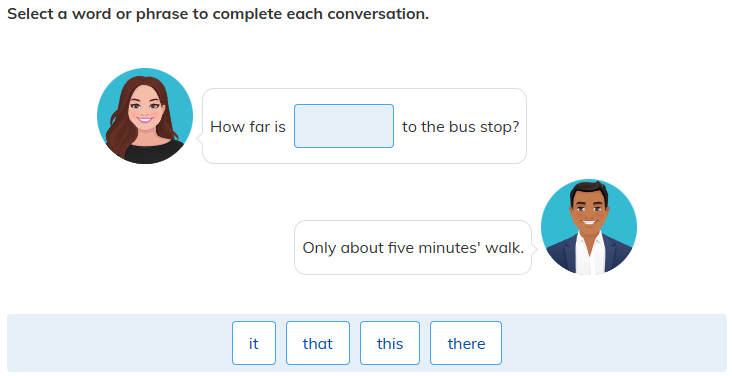 Select a word or phrase to complete each conversation.
How far is to the bus stop?
Only about five minutes' walk.
it that this there